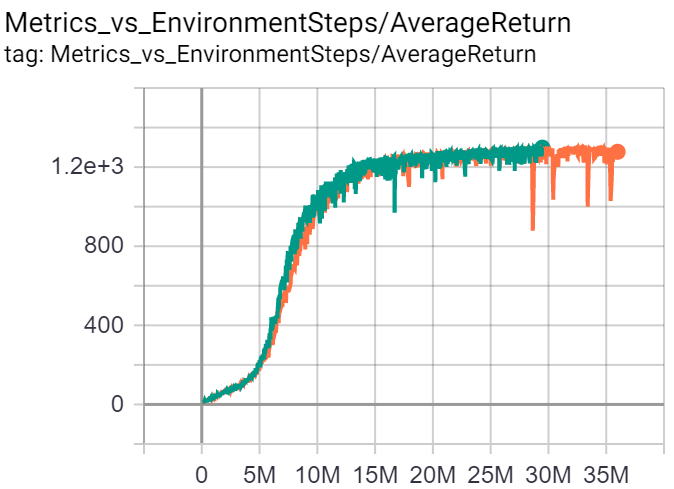 Metrics_vs_EnvironmentSteps/AverageReturn
tag: Metrics_vs_EnvironmentSteps/AverageReturn
1.2e+3
800
400
0
0 5M 10M 15M 20M 25M 30M 35M